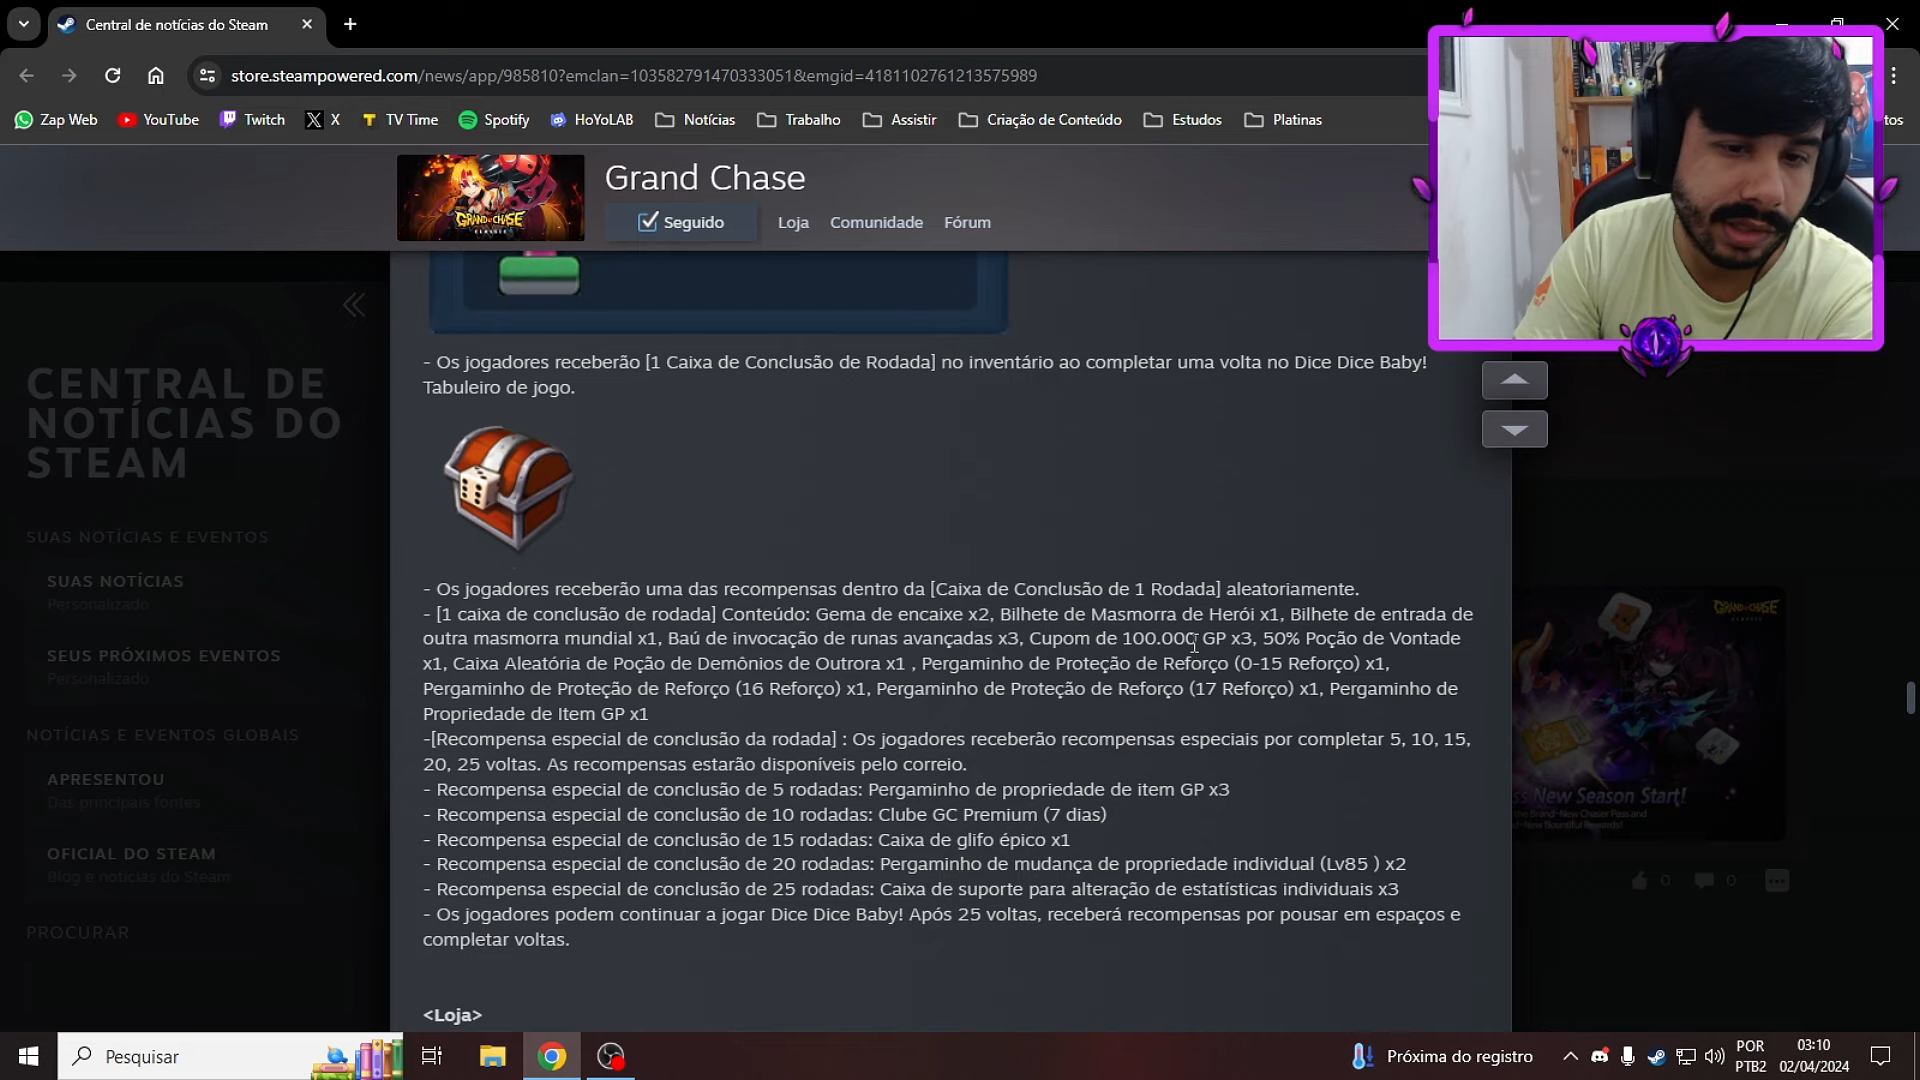 Central de notícias do Steam
store.steampowered.com/news/app/985810?emclan=103582791470333051&emgid=4181102761213575989
Zap Web YouTube Twitch X TV Time Spotify HoYoLAB Notícias Trabalho Assistir Criação de Conteúdo Estudos Platinas
GRAND CHASE
CLASSIC
Grand Chase
Seguido Loja Comunidade Fórum
- Os jogadores receberão [1 Caixa de Conclusão de Rodada] no inventário ao completar uma volta no Dice Dice Baby!
Tabuleiro de jogo.
CENTRAL DE
NOTÍCIAS DO
STEAM
SUAS NOTÍCIAS E EVENTOS
SUAS NOTÍCIAS
Personalizado
SEUS PRÓXIMOS EVENTOS
Personalizado
NOTÍCIAS E EVENTOS GLOBAIS
APRESENTOU
Das principais fontes
OFICIAL DO STEAM
Blog e notícias do Steam
PROCURAR
- Os jogadores receberão uma das recompensas dentro da [Caixa de Conclusão de 1 Rodada] aleatoriamente.
- [1 caixa de conclusão de rodada] Conteúdo: Gema de encaixe x2, Bilhete de Masmorra de Herói x1, Bilhete de entrada de
outra masmorra mundial x1, Baú de invocação de runas avançadas x3, Cupom de 100.000 GP x3, 50% Poção de Vontade
x1, Caixa Aleatória de Poção de Demônios de Outrora x1 , Pergaminho de Proteção de Reforço (0-15 Reforço) x1,
Pergaminho de Proteção de Reforço (16 Reforço) x1, Pergaminho de Proteção de Reforço (17 Reforço) x1, Pergaminho de
Propriedade de Item GP x1
-[Recompensa especial de conclusão da rodada] : Os jogadores receberão recompensas especiais por completar 5, 10, 15,
20, 25 voltas. As recompensas estarão disponíveis pelo correio.
- Recompensa especial de conclusão de 5 rodadas: Pergaminho de propriedade de item GP x3
- Recompensa especial de conclusão de 10 rodadas: Clube GC Premium (7 dias)
- Recompensa especial de conclusão de 15 rodadas: Caixa de glifo épico x1
- Recompensa especial de conclusão de 20 rodadas: Pergaminho de mudança de propriedade individual (Lv85 ) x2
- Recompensa especial de conclusão de 25 rodadas: Caixa de suporte para alteração de estatísticas individuais x3
- Os jogadores podem continuar a jogar Dice Dice Baby! Após 25 voltas, receberá recompensas por pousar em espaços e
completar voltas.
<Loja>
New Season Start!
0 0
Pesquisar
Próxima do registro
POR
PTB2
03:10
02/04/2024